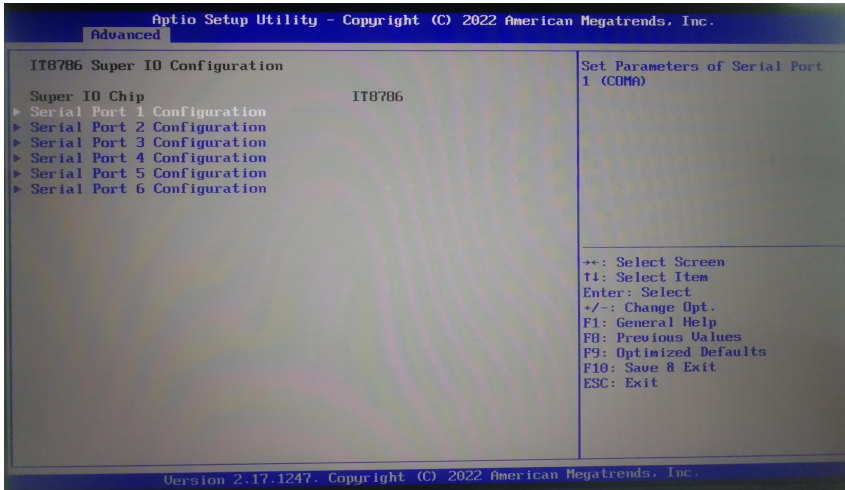 Aptio Setup Utility - Copyright (C) 2022 American Megatrends, Inc.
Advanced
IT8786 Super IO Configuration
Super IO Chip IT8786
► Serial Port 1 Configuration
► Serial Port 2 Configuration
► Serial Port 3 Configuration
► Serial Port 4 Configuration
► Serial Port 5 Configuration
► Serial Port 6 Configuration
Set Parameters of Serial Port
1 (COMA)
→←: Select Screen
↑↓: Select Item
Enter: Select
+/-: Change Opt.
F1: General Help
F8: Previous Values
F9: Optimized Defaults
F10: Save & Exit
ESC: Exit
Version 2.17.1247. Copyright (C) 2022 American Megatrends, Inc.